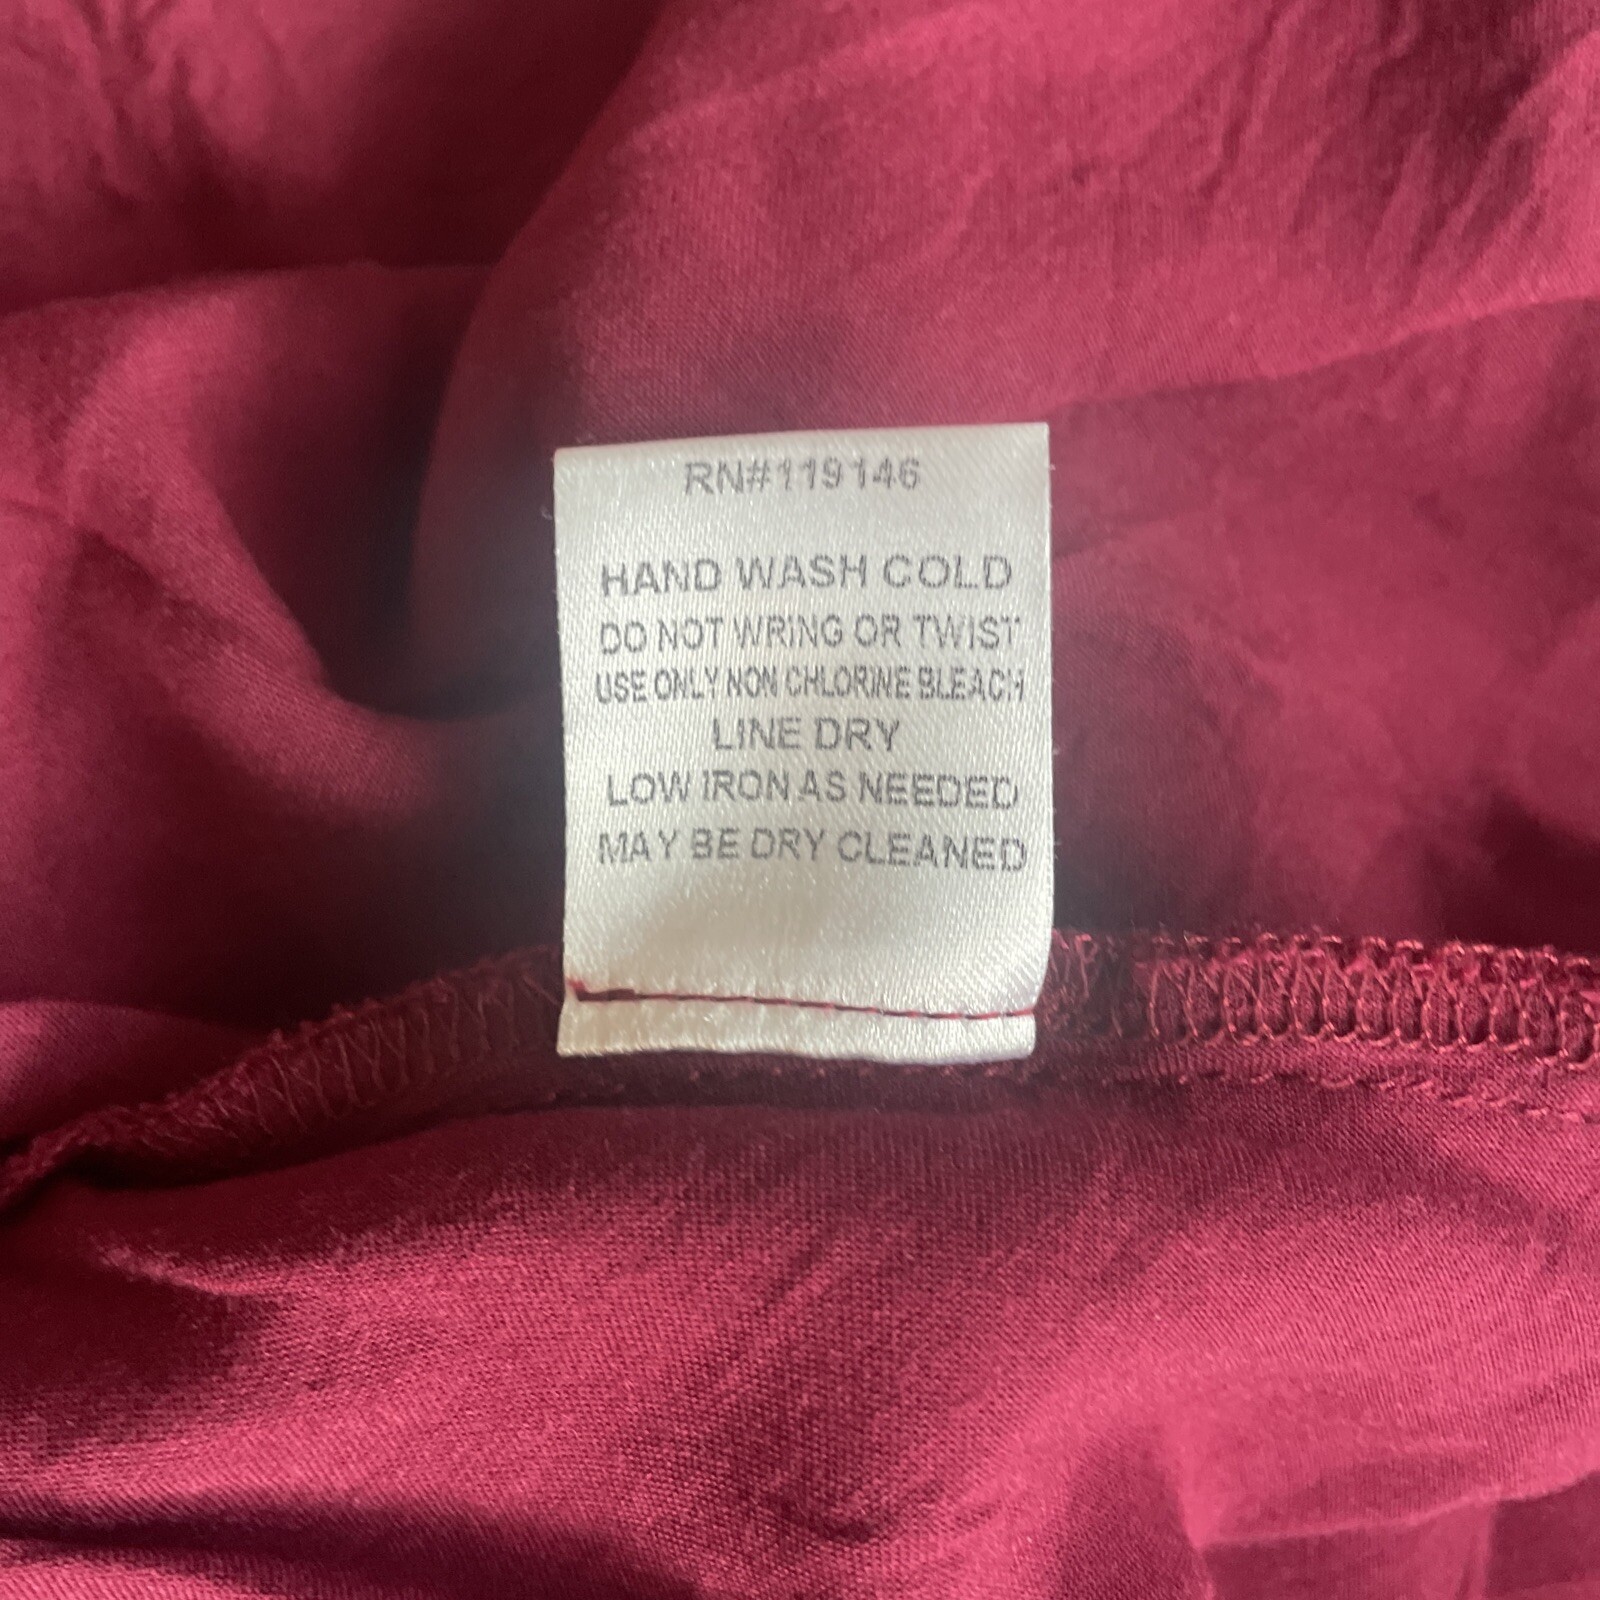 RN#119146
HAND WASH COLD
DO NOT WRING OR TWIST
USE ONLY NON CHLORINE BLEACH
LINE DRY
LOW IRON AS NEEDED
MAY BE DRY CLEANED